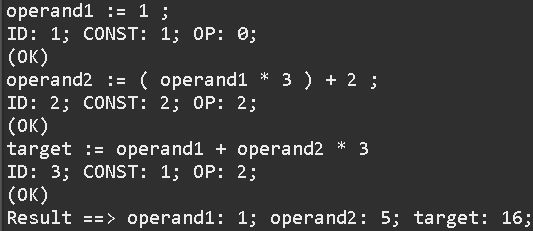 operand1 := 1 ;
ID: 1; CONST: 1; OP: 0;
(OK)
operand2 := ( operand1 * 3 ) + 2 ;
ID: 2; CONST: 2; OP: 2;
(OK)
target := operand1 + operand2 * 3
ID: 3; CONST: 1; OP: 2;
(OK)
Result ==> operand1: 1; operand2: 5; target: 16;